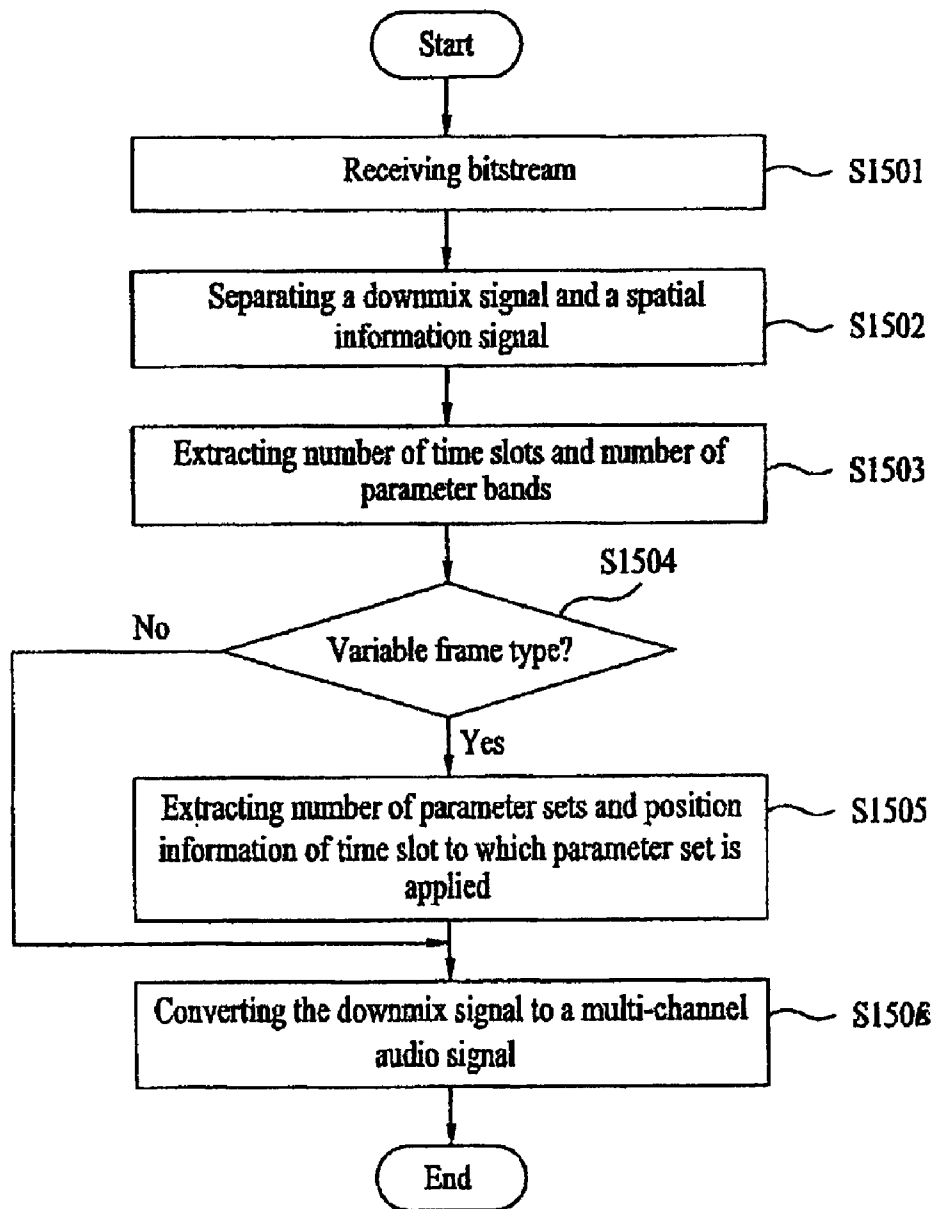 Start
Receiving bitstream
S1501
Separating a downmix signal and a spatial
information signal
S1502
Extracting number of time slots and number of
parameter bands
S1503
S1504
No
Variable frame type?
Yes
Extracting number of parameter sets and position
information of time slot to which parameter set is
applied
S1505
Converting the downmix signal to a multi-channel
audio signal
S1506
End